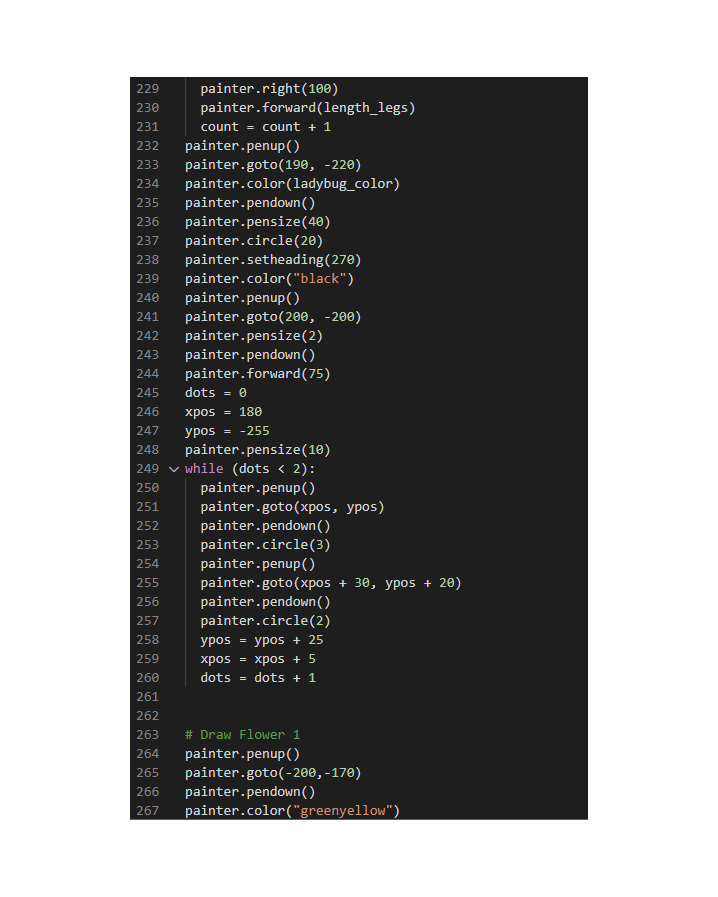 229 painter.right(100)
230 painter.forward(length_legs)
231 count = count + 1
232 painter.penup()
233 painter.goto(190, -220)
234 painter.color(ladybug_color)
235 painter.pendown()
236 painter.pensize(40)
237 painter.circle(20)
238 painter.setheading(270)
239 painter.color("black")
240 painter.penup()
241 painter.goto(200, -200)
242 painter.pensize(2)
243 painter.pendown()
244 painter.forward(75)
245 dots = 0
246 xpos = 180
247 ypos = -255
248 painter.pensize(10)
249 while (dots < 2):
250 painter.penup()
251 painter.goto(xpos, ypos)
252 painter.pendown()
253 painter.circle(3)
254 painter.penup()
255 painter.goto(xpos + 30, ypos + 20)
256 painter.pendown()
257 painter.circle(2)
258 ypos = ypos + 25
259 xpos = xpos + 5
260 dots = dots + 1
261
262
263 # Draw Flower 1
264 painter.penup()
265 painter.goto(-200,-170)
266 painter.pendown()
267 painter.color("greenyellow")